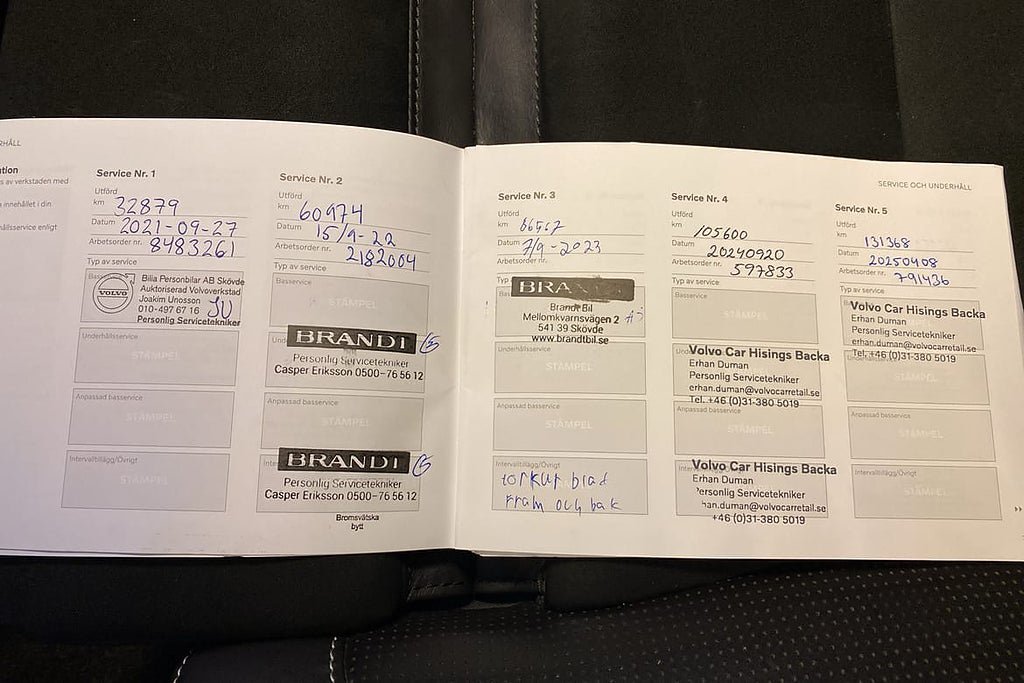 SERVICE OCH UNDERHÅLL
s av verkstaden med
innehållet i din
hållsservice enligt
Service Nr. 1
Utförd
km 32879
Datum 2021-09-27
Arbetsorder nr. 8483261
Typ av service
VOLVO
Bilia Personbilar AB Skövde
Auktoriserad Volvoverkstad
Joakim Unosson
010-497 67 16 JU
Personlig Servicetekniker
Underhållsservice
STÄMPEL
Anpassad basservice
STÄMPEL
Intervalltillägg/Övrigt
STÄMPEL
Service Nr. 2
Utförd
km 60974
Datum 15/9-22
Arbetsorder nr. 2182004
Typ av service
Basservice
STÄMPEL
BRANDI
Personlig Servicetekniker
Casper Eriksson 0500-76 56 12
Anpassad basservice
STÄMPEL
BRANDI
Personlig Servicetekniker
Casper Eriksson 0500-76 56 12
Bromsvätska
bytt
Service Nr. 3
Utförd
km 86567
Datum 7/9-2023
Arbetsorder nr.
Typ
Brandt Bil
Mellomkvarnsvägen 2
541 39 Skövde
www.brandtbil.se
Underhållsservice
STÄMPEL
Anpassad basservice
STÄMPEL
Intervalltillägg/Övrigt
torkur blad
Fram och bak
Service Nr. 4
Utförd
km 105600
Datum 20240920
Arbetsorder nr. 597833
Typ av service
Basservice
STÄMPEL
Volvo Car Hisings Backa
Erhan Duman
Personlig Servicetekniker
erhan.duman@volvocarretail.se
Tel. +46 (0)31-380 5019
Anpassad basservice
STÄMPEL
Volvo Car Hisings Backa
Erhan Duman
Personlig Servicetekniker
han.duman@volvocarretail.se
+46 (0)31-380 5019
Service Nr. 5
Utförd
km 131368
Datum 20250408
Arbetsorder nr. 791436
Typ av service
Volvo Car Hisings Backa
Erhan Duman
Personlig Servicetekniker
erhan.duman@volvocarretail.se
Tel. +46 (0)31-380 5019
STÄMPEL
Anpassad basservice
STÄMPEL
Intervalltillägg/Övrigt
STÄMPEL